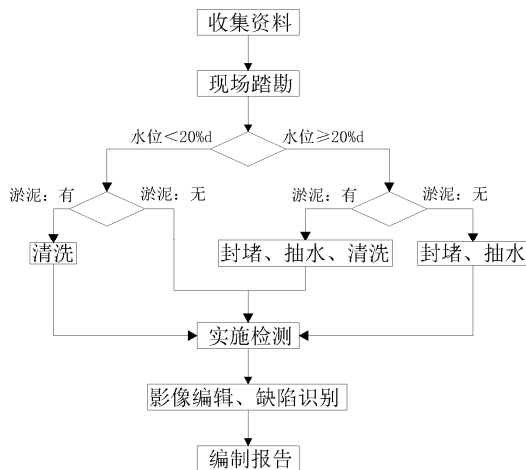 收集资料
现场踏勘
水位<20%d
水位≥20%d
淤泥：有
淤泥：无
淤泥：有
淤泥：无
清洗
封堵、抽水、清洗
封堵、抽水
实施检测
影像编辑、缺陷识别
编制报告